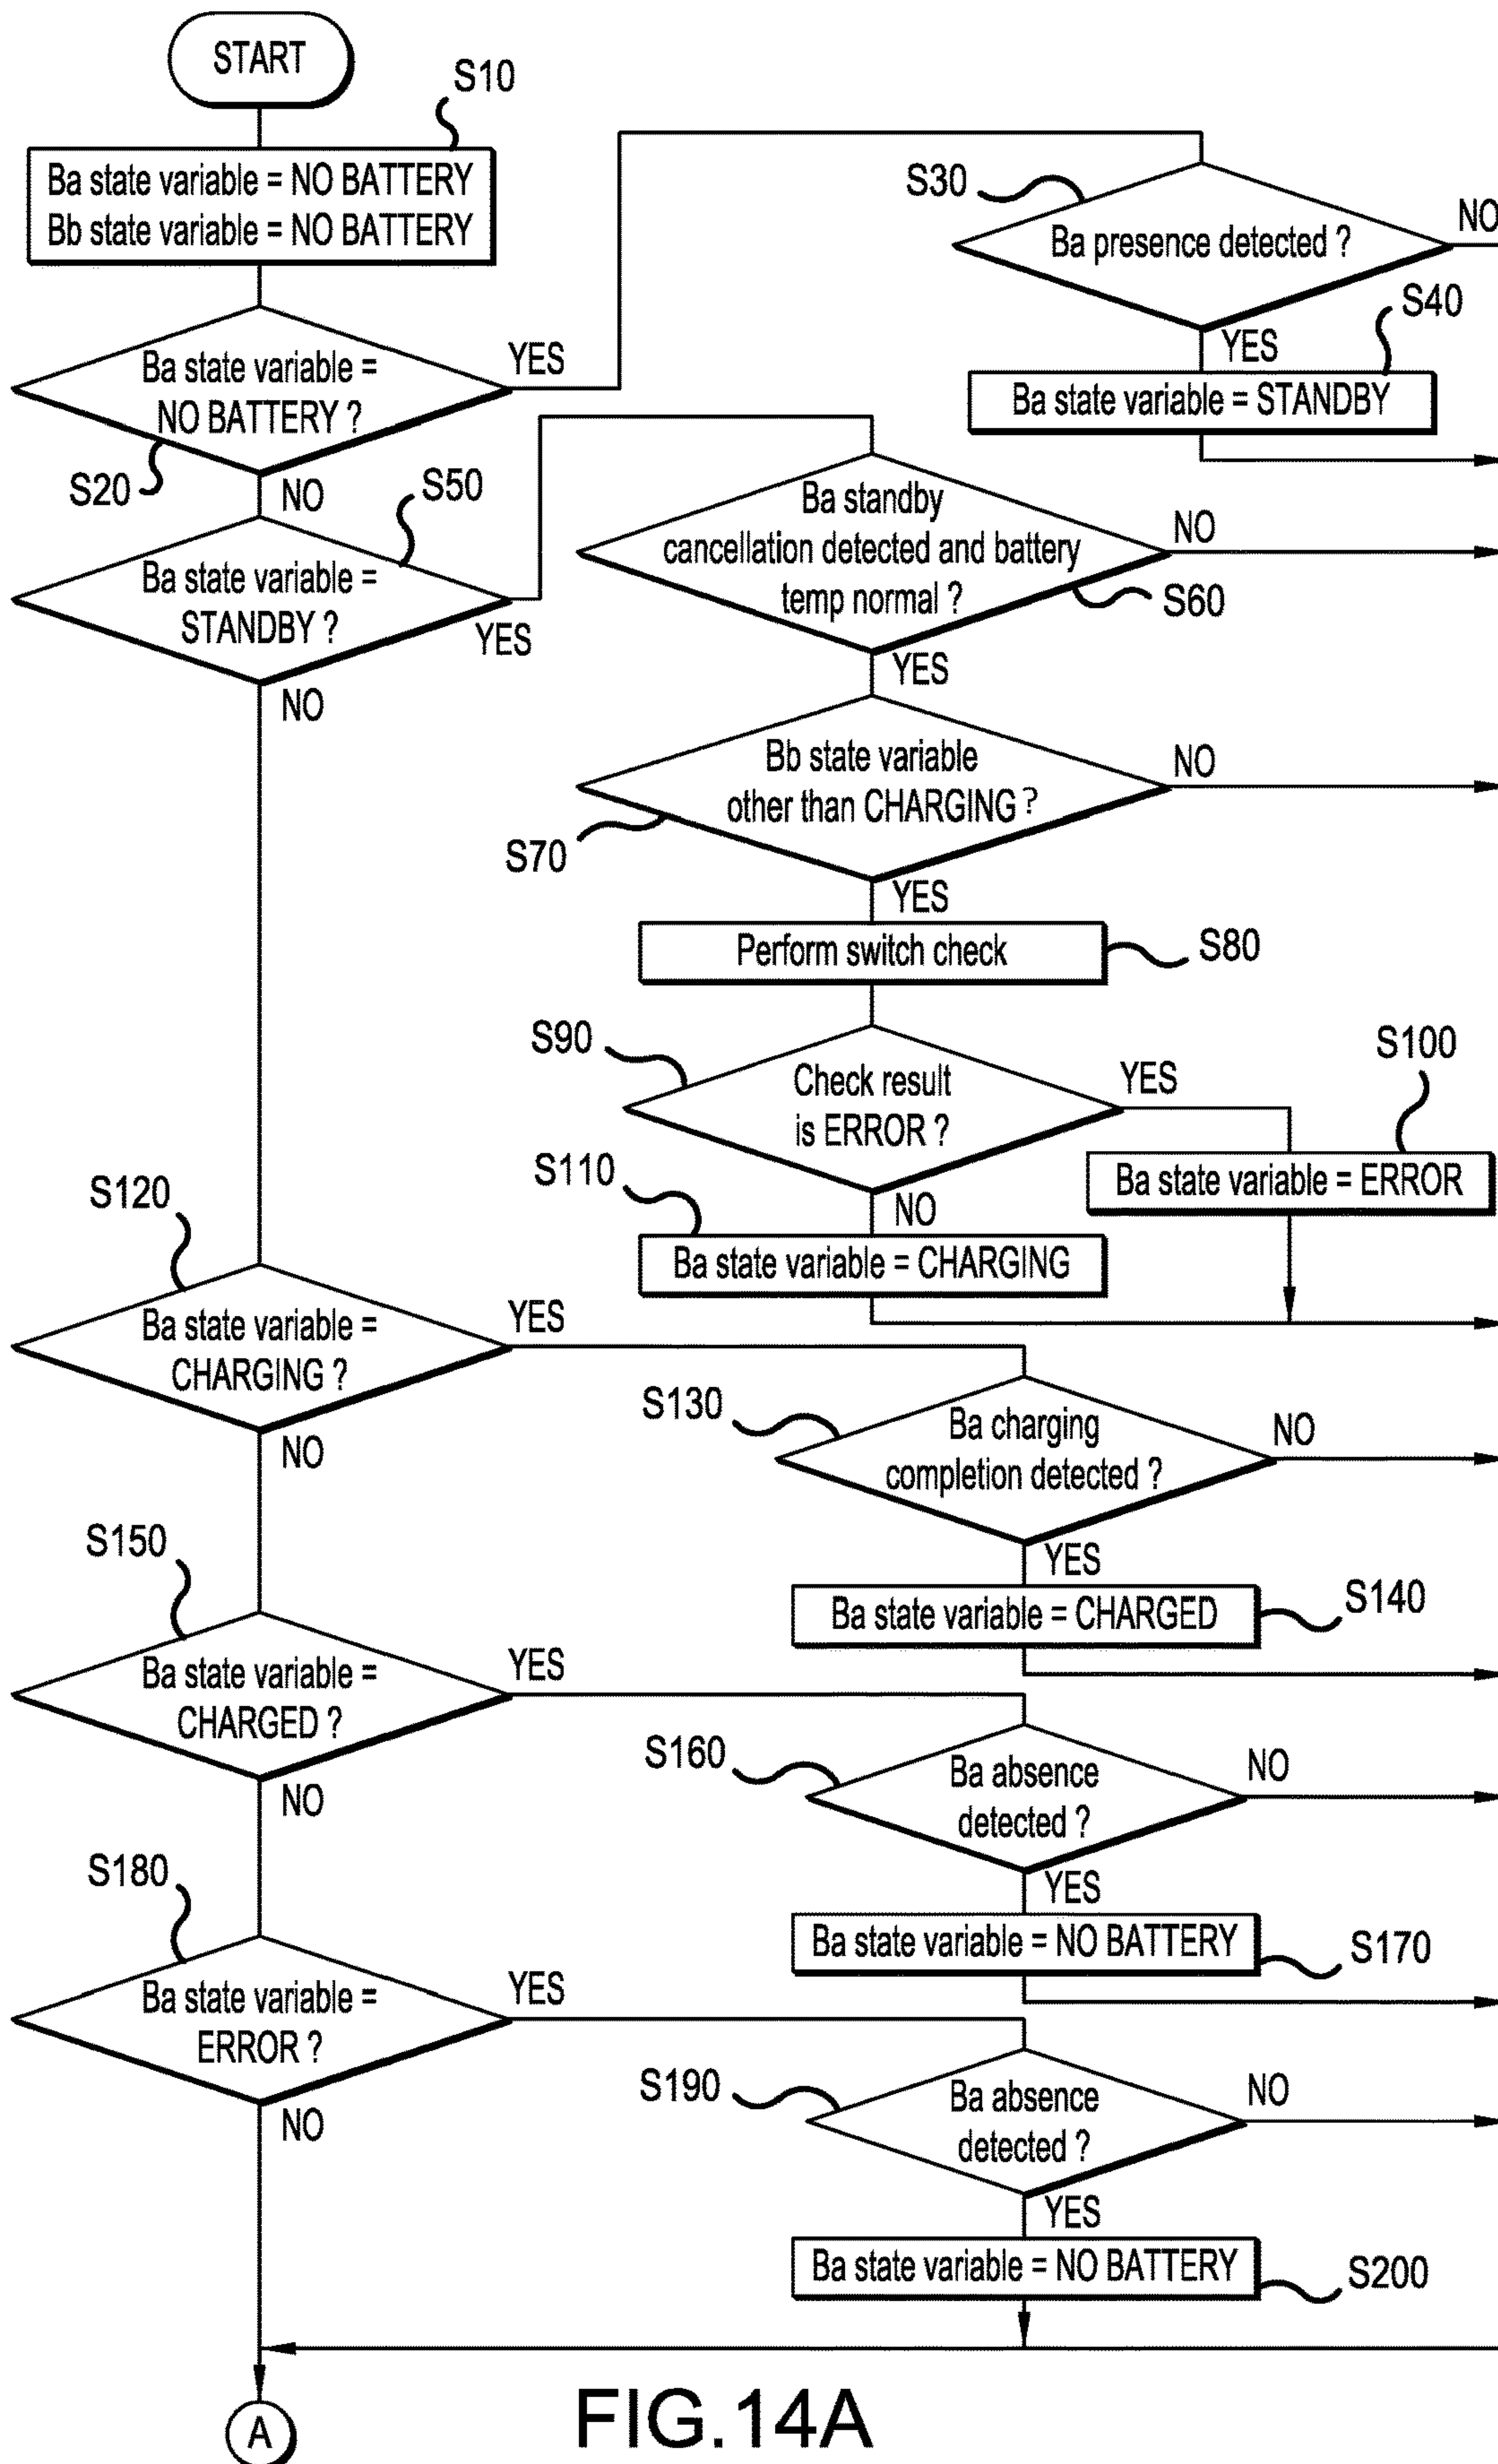 START
S10
Ba state variable = NO BATTERY
Bb state variable = NO BATTERY
S30
Ba presence detected ?
NO
S40
YES
Ba state variable = STANDBY
Ba state variable =
NO BATTERY ?
YES
S20
NO
S50
Ba standby
cancellation detected and battery
temp normal ?
NO
S60
YES
Ba state variable =
STANDBY ?
YES
NO
Bb state variable
other than CHARGING ?
NO
S70
YES
Perform switch check
S80
S90
Check result
is ERROR ?
YES
S100
Ba state variable = ERROR
S110
NO
Ba state variable = CHARGING
S120
Ba state variable =
CHARGING ?
YES
NO
S130
Ba charging
completion detected ?
NO
YES
Ba state variable = CHARGED
S140
S150
Ba state variable =
CHARGED ?
YES
NO
S160
Ba absence
detected ?
NO
YES
Ba state variable = NO BATTERY
S170
S180
Ba state variable =
ERROR ?
YES
NO
S190
Ba absence
detected ?
NO
YES
Ba state variable = NO BATTERY
S200
A
FIG.14A